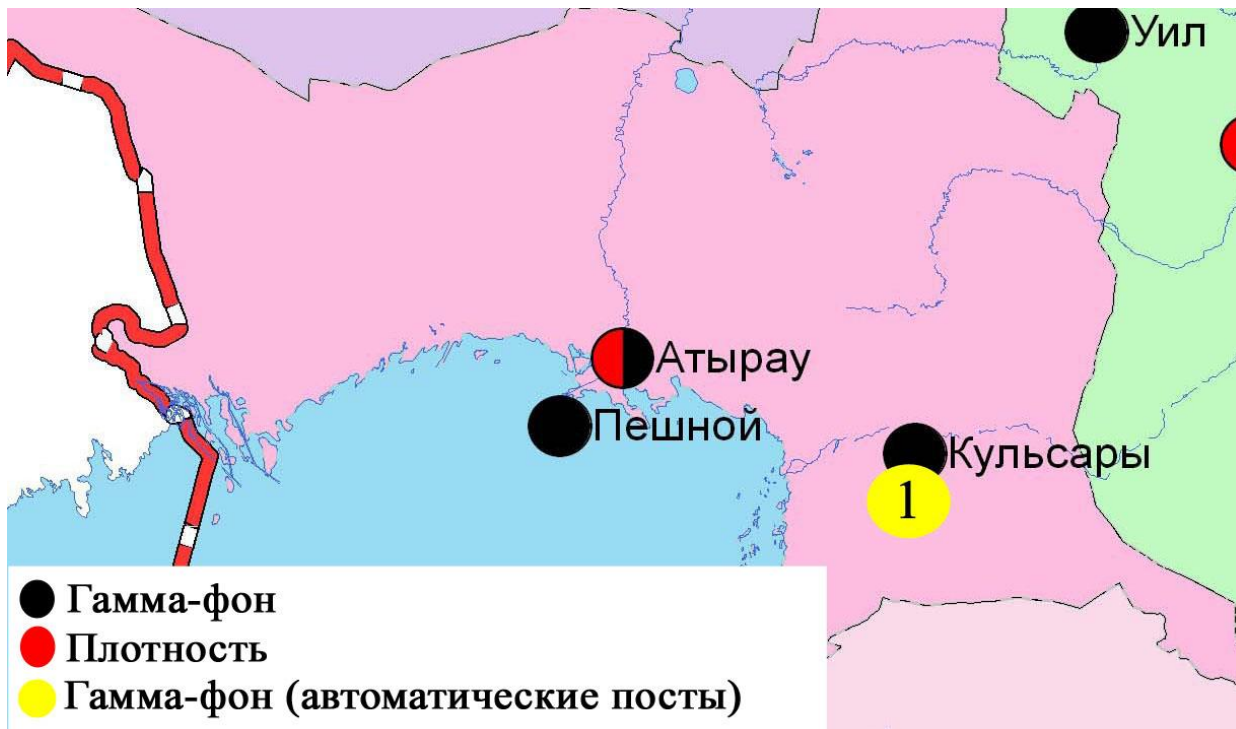 Уил
Атырау
Пешной
Кульсары
1
Гамма-фон
Плотность
Гамма-фон (автоматические посты)